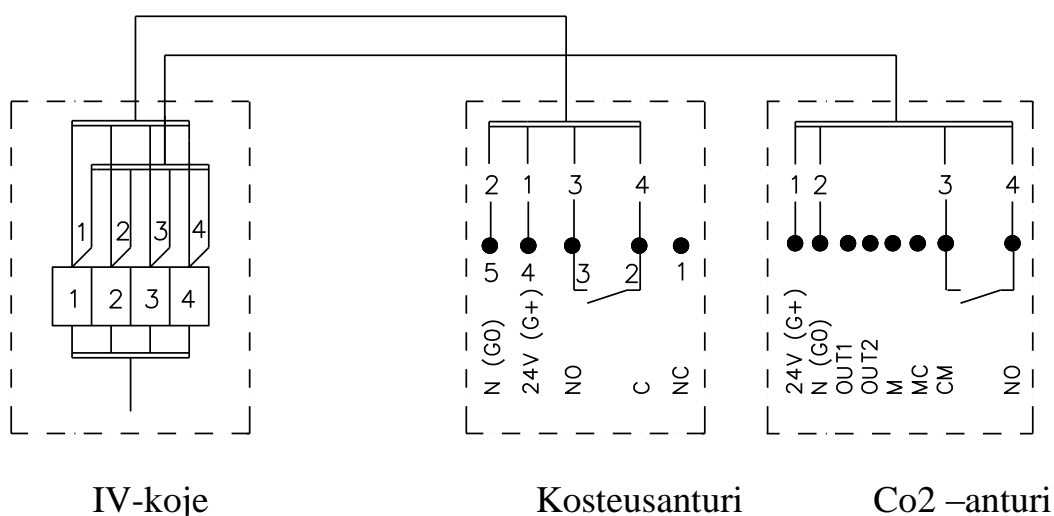 2 1 3 4
1 2 3 4
1 2 3 4
5 4 3 2 1
1 2 3 4
N (G0)
24V (G+)
NO
C
NC
24V (G+)
N (G0)
OUT1
OUT2
M
MC
CM
NO
IV-koje
Kosteusanturi
Co2 –anturi